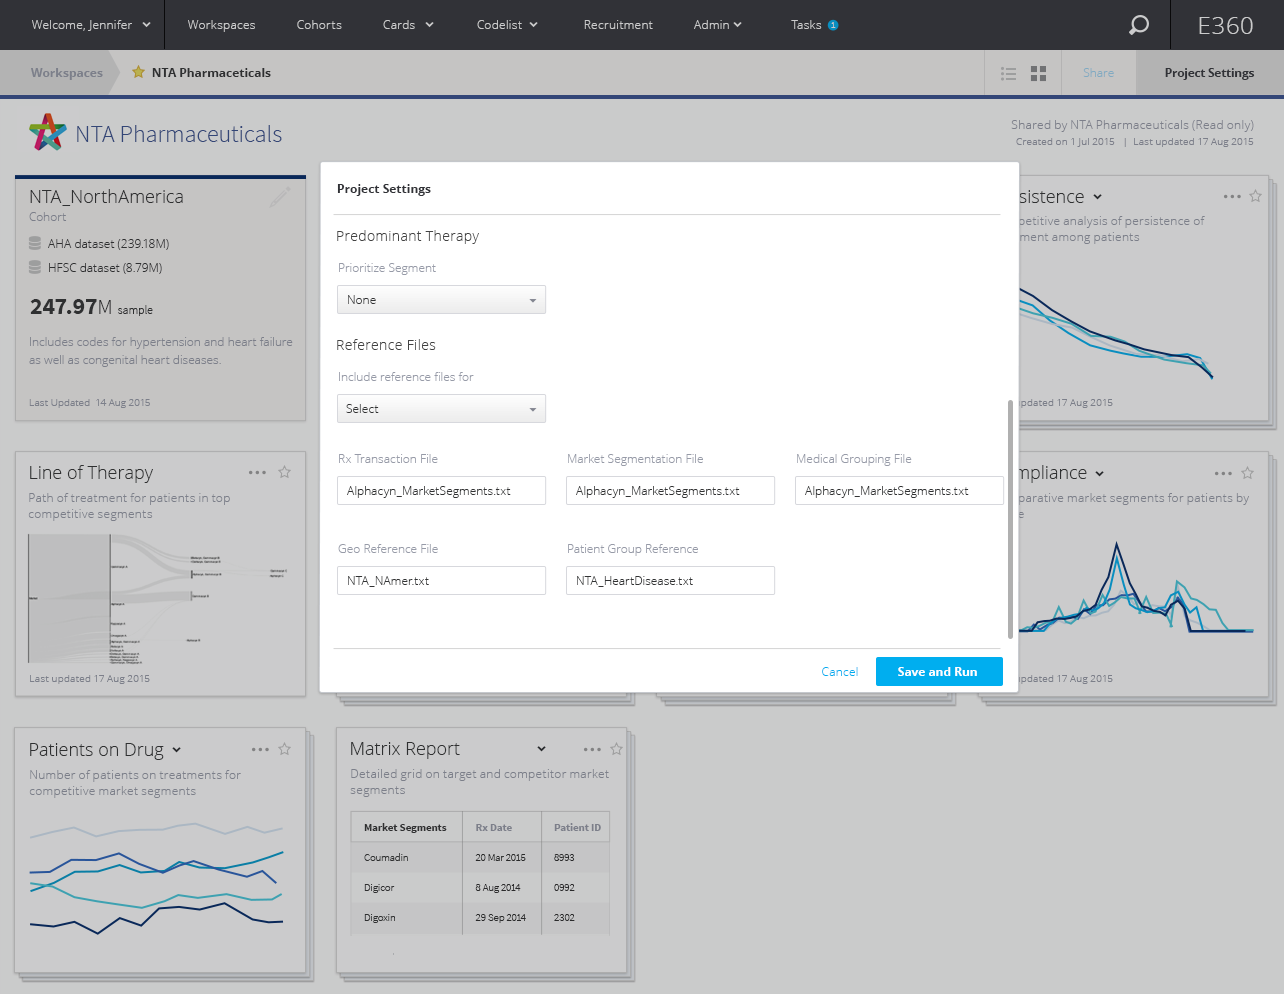 Welcome, Jennifer
Workspaces
Cohorts
Cards
Codelist
Recruitment
Admin
Tasks 1
E360
Workspaces
NTA Pharmaceticals
Share
Project Settings
NTA Pharmaceuticals
Shared by NTA Pharmaceuticals (Read only)
Created on 1 Jul 2015 | Last updated 17 Aug 2015
NTA_NorthAmerica
Cohort
AHA dataset (239.18M)
HFSC dataset (8.79M)
247.97M sample
Includes codes for hypertension and heart failure
as well as congenital heart diseases.
Last Updated 14 Aug 2015
Project Settings
Predominant Therapy
Prioritize Segment
None
Reference Files
Include reference files for
Select
Rx Transaction File
Market Segmentation File
Medical Grouping File
Alphacyn_MarketSegments.txt
Alphacyn_MarketSegments.txt
Alphacyn_MarketSegments.txt
Geo Reference File
Patient Group Reference
NTA_NAmer.txt
NTA_HeartDisease.txt
Cancel
Save and Run
sistence
petitive analysis of persistence of
ment among patients
pdated 17 Aug 2015
Line of Therapy
Path of treatment for patients in top
competitive segments
Last updated 17 Aug 2015
mpliance
parative market segments for patients by
e
pdated 17 Aug 2015
Patients on Drug
Number of patients on treatments for
competitive market segments
Matrix Report
Detailed grid on target and competitor market
segments
Market Segments Rx Date Patient ID
Coumadin 20 Mar 2015 8993
Digicor 8 Aug 2014 0992
Digoxin 29 Sep 2014 2302